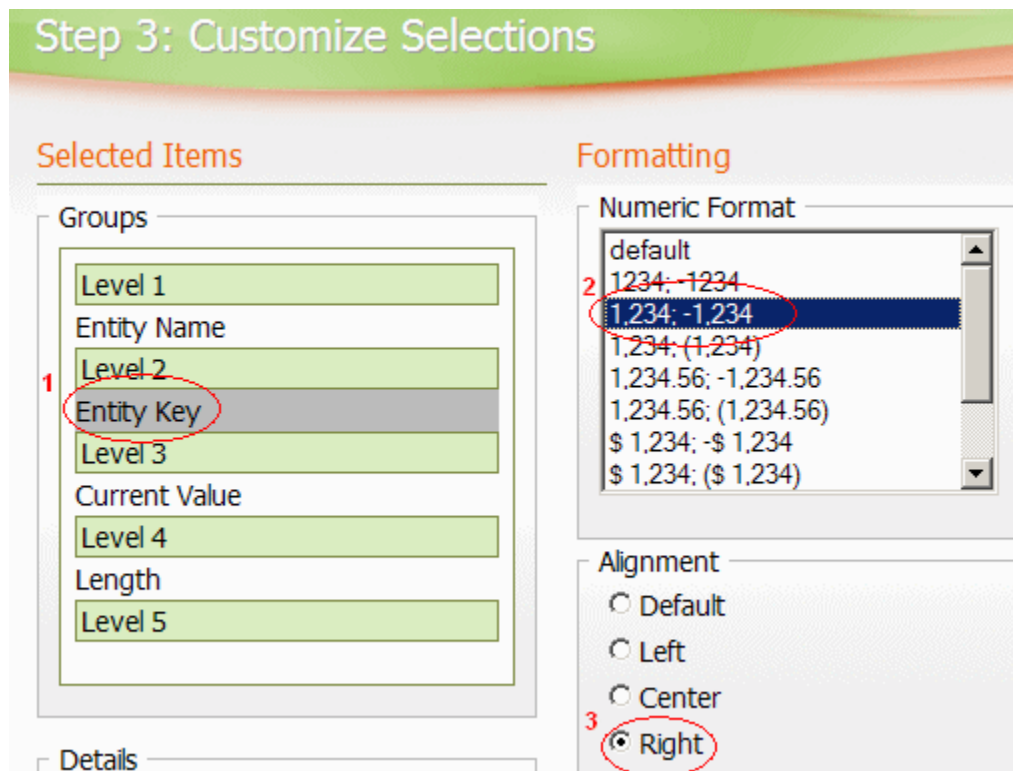 Step 3: Customize Selections
Selected Items
Groups
Level 1
Entity Name
Level 2
1
Entity Key
Level 3
Current Value
Level 4
Length
Level 5
Details
Formatting
Numeric Format
default
2
1234; -1234
1,234; -1,234
1,234; (1,234)
1,234.56; -1,234.56
1,234.56; (1,234.56)
$ 1,234; -$ 1,234
$ 1,234; ($ 1,234)
Alignment
Default
Left
Center
3
Right